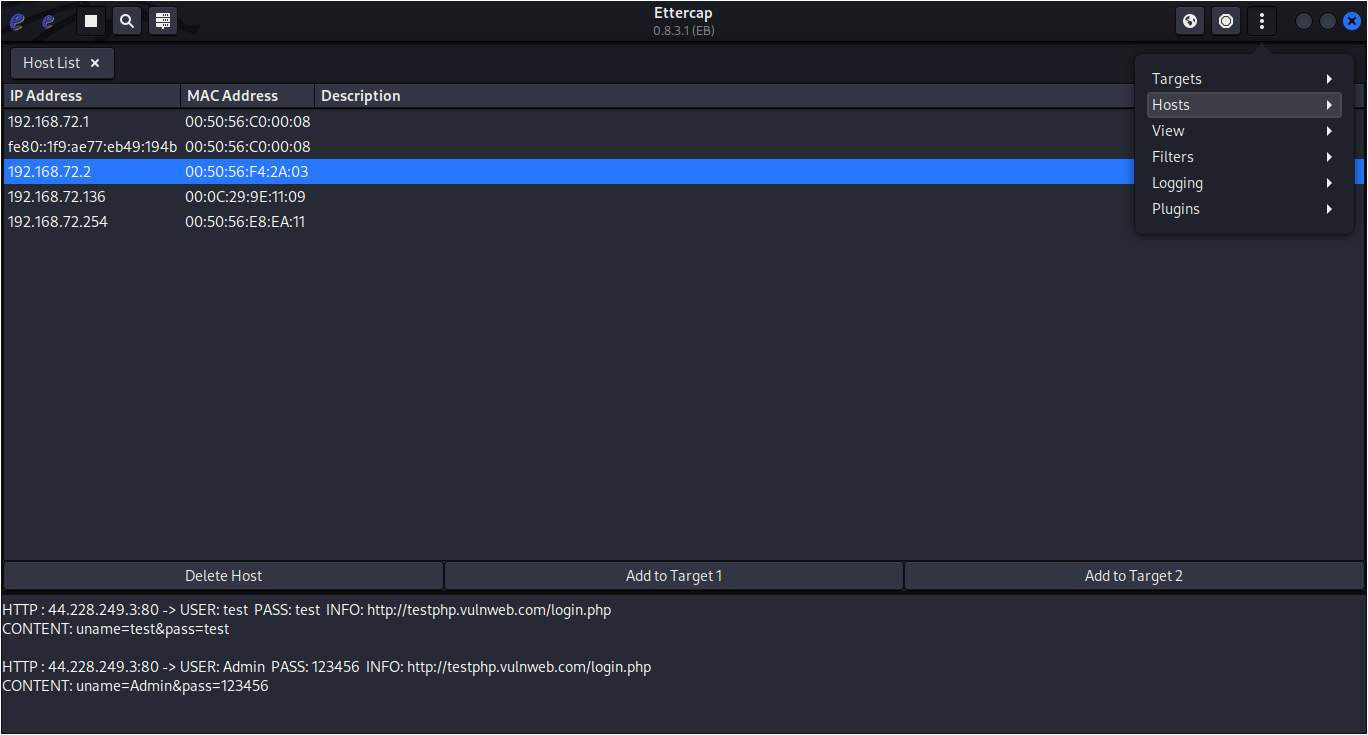 Ettercap
0.8.3.1 (EB)
Host List ×
IP Address MAC Address Description
192.168.72.1 00:50:56:C0:00:08
fe80::1f9:ae77:eb49:194b 00:50:56:C0:00:08
192.168.72.2 00:50:56:F4:2A:03
192.168.72.136 00:0C:29:9E:11:09
192.168.72.254 00:50:56:E8:EA:11
Targets
Hosts
View
Filters
Logging
Plugins
Delete Host Add to Target 1 Add to Target 2
HTTP : 44.228.249.3:80 -> USER: test PASS: test INFO: http://testphp.vulnweb.com/login.php
CONTENT: uname=test&pass=test
HTTP : 44.228.249.3:80 -> USER: Admin PASS: 123456 INFO: http://testphp.vulnweb.com/login.php
CONTENT: uname=Admin&pass=123456